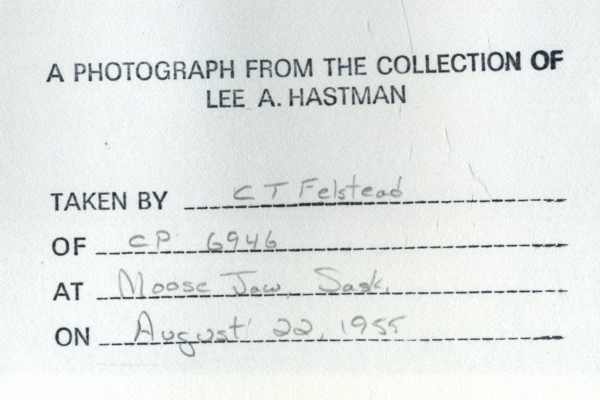 A PHOTOGRAPH FROM THE COLLECTION OF
LEE A. HASTMAN
TAKEN BY C T Felstead
OF CP 6946
AT Moose Jaw, Sask.
ON August 22, 1955